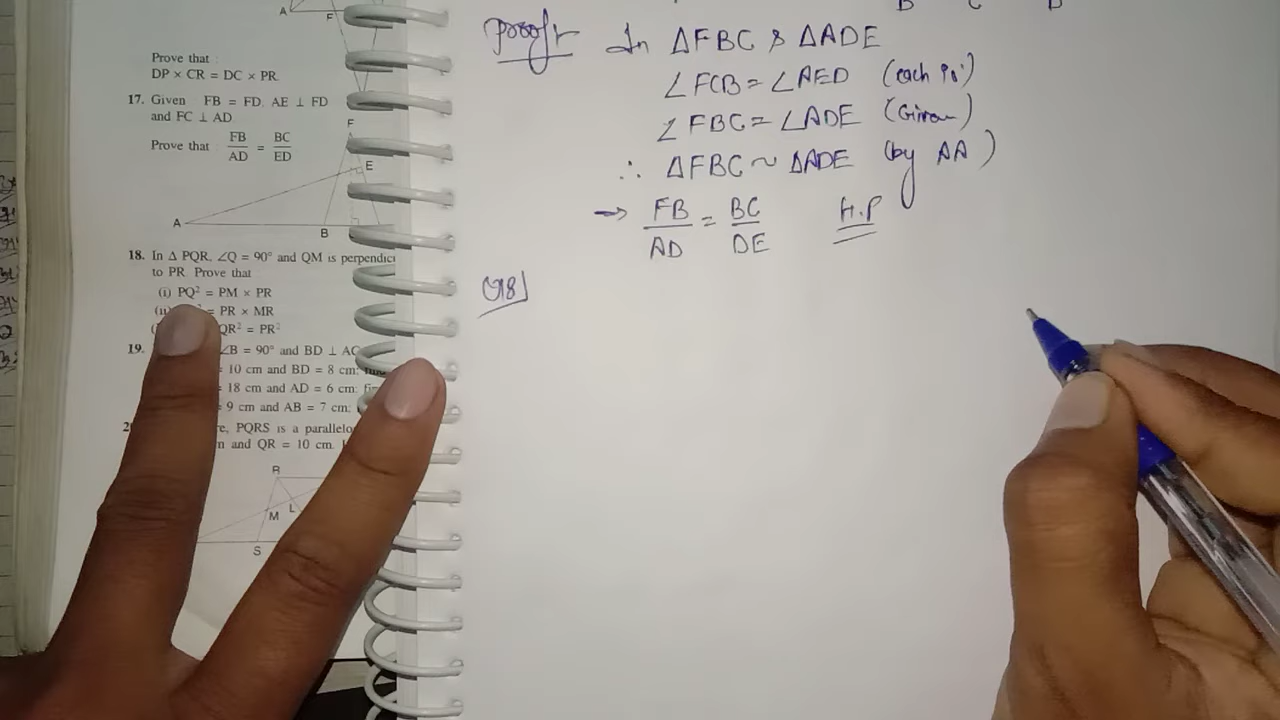 A F
Prove that :
DP × CR = DC × PR.
17. Given FB = FD, AE ⊥ FD
and FC ⊥ AD
Prove that FB/AD = BC/ED
F
E
A
B
18. In Δ PQR, ∠Q = 90° and QM is
to PR. Prove that
(i) PQ² = PM × PR
= PR × MR
QR² = PR²
19. ∠B = 90° and BD ⊥
10 cm and BD = 8 cm;
= 18 cm and AD = 6 cm;
= 9 cm and AB = 7 cm;
PQRS is a
and QR = 10 cm.
R
M L
S
B C D
Proof:- In ΔFBC & ΔADE
∠FCB = ∠AED (each 90°)
∠FBC = ∠ADE (Given)
∴ ΔFBC ~ ΔADE (by AA)
→ FB/AD = BC/DE H.P
Q18]